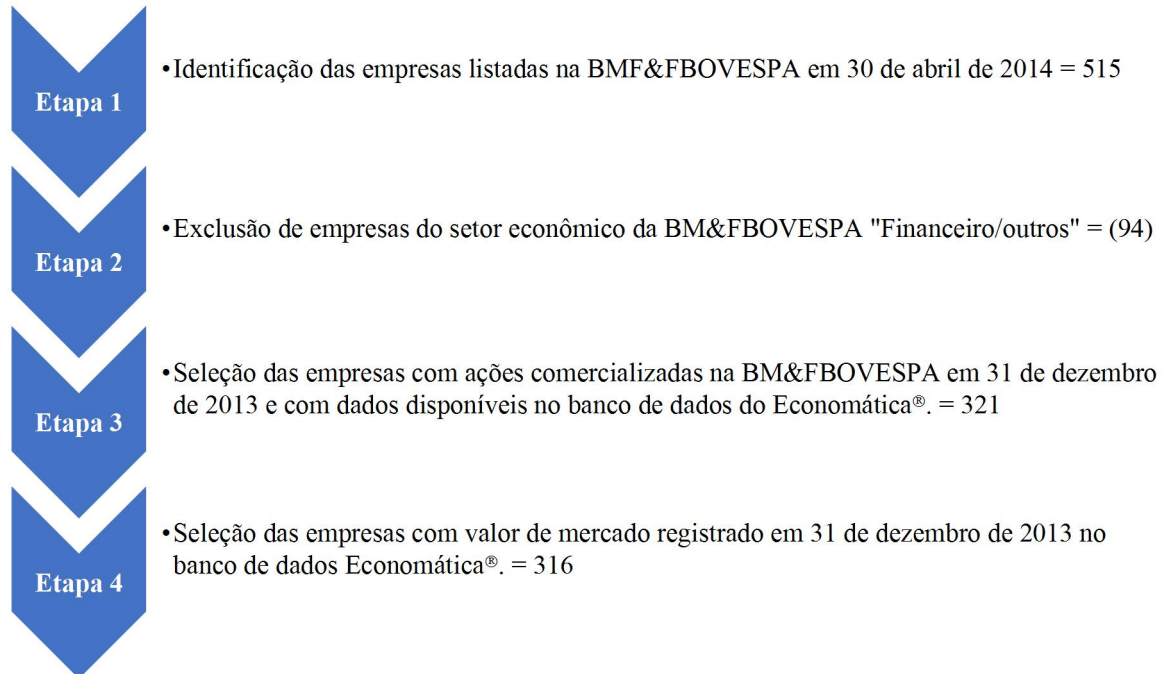 Etapa 1
•Identificação das empresas listadas na BMF&FBOVESPA em 30 de abril de 2014 = 515
Etapa 2
•Exclusão de empresas do setor econômico da BM&FBOVESPA "Financeiro/outros" = (94)
Etapa 3
•Seleção das empresas com ações comercializadas na BM&FBOVESPA em 31 de dezembro
de 2013 e com dados disponíveis no banco de dados do Economática®. = 321
Etapa 4
•Seleção das empresas com valor de mercado registrado em 31 de dezembro de 2013 no
banco de dados Economática®. = 316